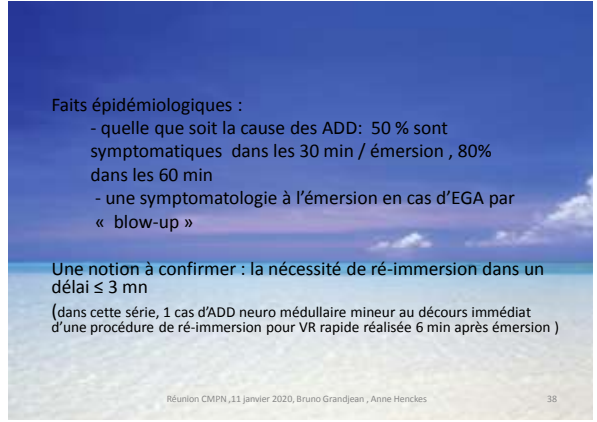 Faits épidémiologiques :
- quelle que soit la cause des ADD: 50 % sont
symptomatiques dans les 30 min / émersion , 80%
dans les 60 min
- une symptomatologie à l'émersion en cas d'EGA par
« blow-up »
Une notion à confirmer : la nécessité de ré-immersion dans un
délai ≤ 3 mn
(dans cette série, 1 cas d'ADD neuro médullaire mineur au décours immédiat
d'une procédure de ré-immersion pour VR rapide réalisée 6 min après émersion )
Réunion CMPN ,11 janvier 2020, Bruno Grandjean , Anne Henckes
38